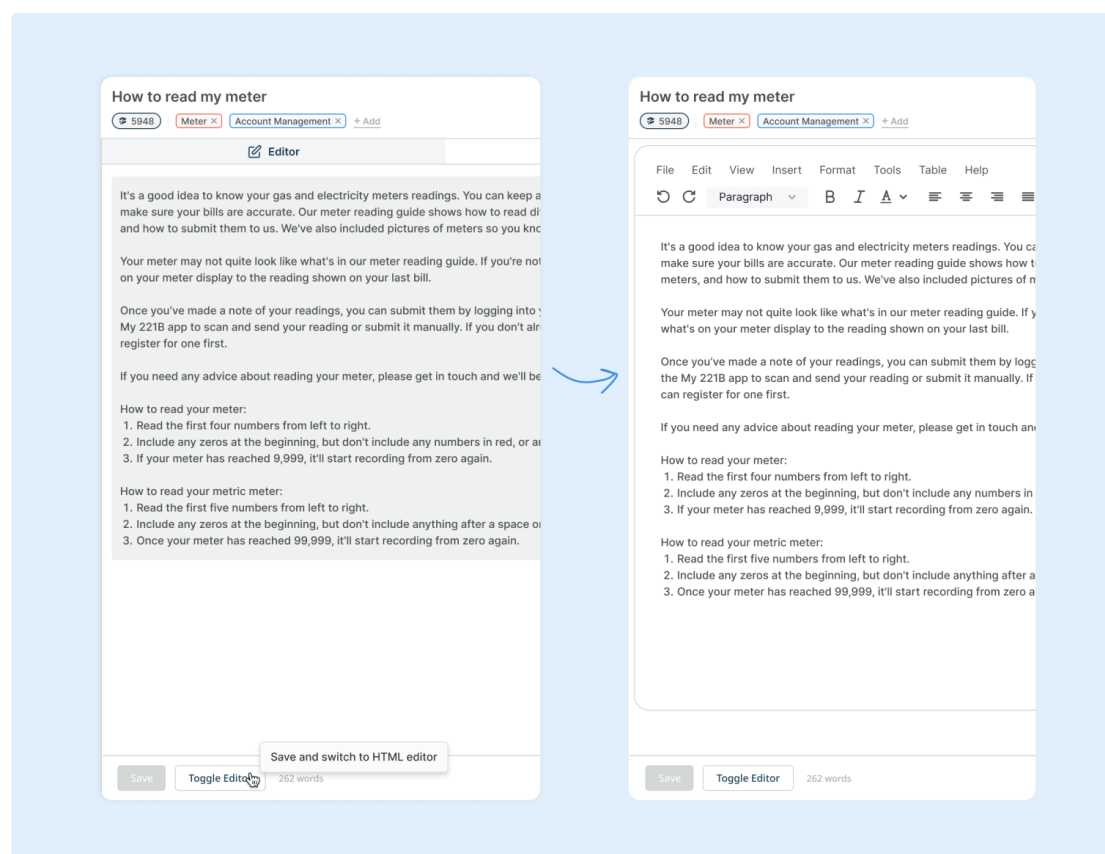 How to read my meter
5948 Meter × Account Management × + Add
Editor
It's a good idea to know your gas and electricity meters readings. You can keep a
make sure your bills are accurate. Our meter reading guide shows how to read di
and how to submit them to us. We've also included pictures of meters so you kno
Your meter may not quite look like what's in our meter reading guide. If you're not
on your meter display to the reading shown on your last bill.
Once you've made a note of your readings, you can submit them by logging into y
My 221B app to scan and send your reading or submit it manually. If you don't alr
register for one first.
If you need any advice about reading your meter, please get in touch and we'll be
How to read your meter:
1. Read the first four numbers from left to right.
2. Include any zeros at the beginning, but don't include any numbers in red, or an
3. If your meter has reached 9,999, it'll start recording from zero again.
How to read your metric meter:
1. Read the first five numbers from left to right.
2. Include any zeros at the beginning, but don't include anything after a space or
3. Once your meter has reached 99,999, it'll start recording from zero again.
Save and switch to HTML editor
Save Toggle Editor 262 words
How to read my meter
5948 Meter × Account Management × + Add
File Edit View Insert Format Tools Table Help
Paragraph B I A
It's a good idea to know your gas and electricity meters readings. You ca
make sure your bills are accurate. Our meter reading guide shows how t
meters, and how to submit them to us. We've also included pictures of m
Your meter may not quite look like what's in our meter reading guide. If y
what's on your meter display to the reading shown on your last bill.
Once you've made a note of your readings, you can submit them by logg
the My 221B app to scan and send your reading or submit it manually. If
can register for one first.
If you need any advice about reading your meter, please get in touch and
How to read your meter:
1. Read the first four numbers from left to right.
2. Include any zeros at the beginning, but don't include any numbers in
3. If your meter has reached 9,999, it'll start recording from zero again.
How to read your metric meter:
1. Read the first five numbers from left to right.
2. Include any zeros at the beginning, but don't include anything after a
3. Once your meter has reached 99,999, it'll start recording from zero a
Save Toggle Editor 262 words